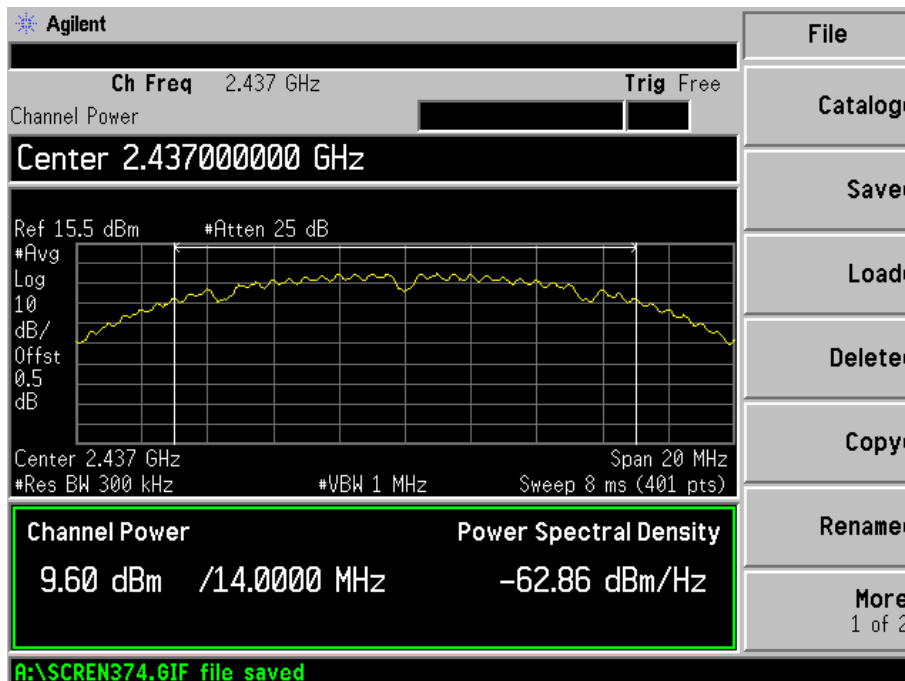 Agilent
File
Ch Freq 2.437 GHz Trig Free
Channel Power
Catalog
Center 2.437000000 GHz
Save
Ref 15.5 dBm #Atten 25 dB
#Avg
Log
10
dB/
Offst
0.5
dB
Load
Delete
Copy
Center 2.437 GHz Span 20 MHz
#Res BW 300 kHz #VBW 1 MHz Sweep 8 ms (401 pts)
Channel Power Power Spectral Density
Rename
9.60 dBm /14.0000 MHz -62.86 dBm/Hz
More
1 of 2
A:\SCREN374.GIF file saved